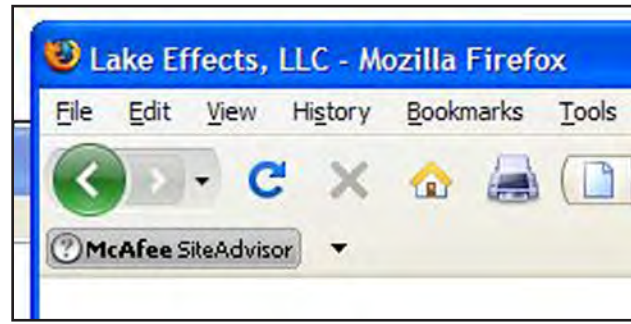 Lake Effects, LLC - Mozilla Firefox
File Edit View History Bookmarks Tools
McAfee SiteAdvisor